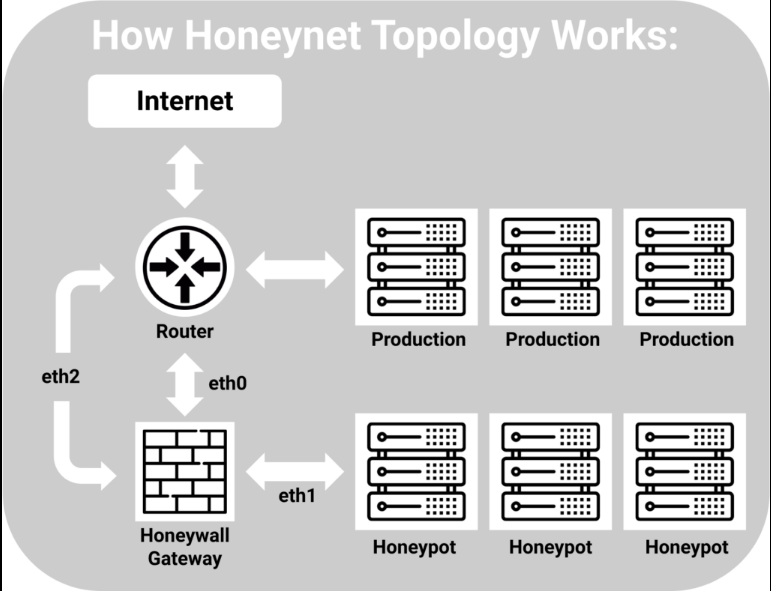 How Honeynet Topology Works:
Internet
Router
Production
Production
Production
eth2
eth0
eth1
Honeywall
Gateway
Honeypot
Honeypot
Honeypot